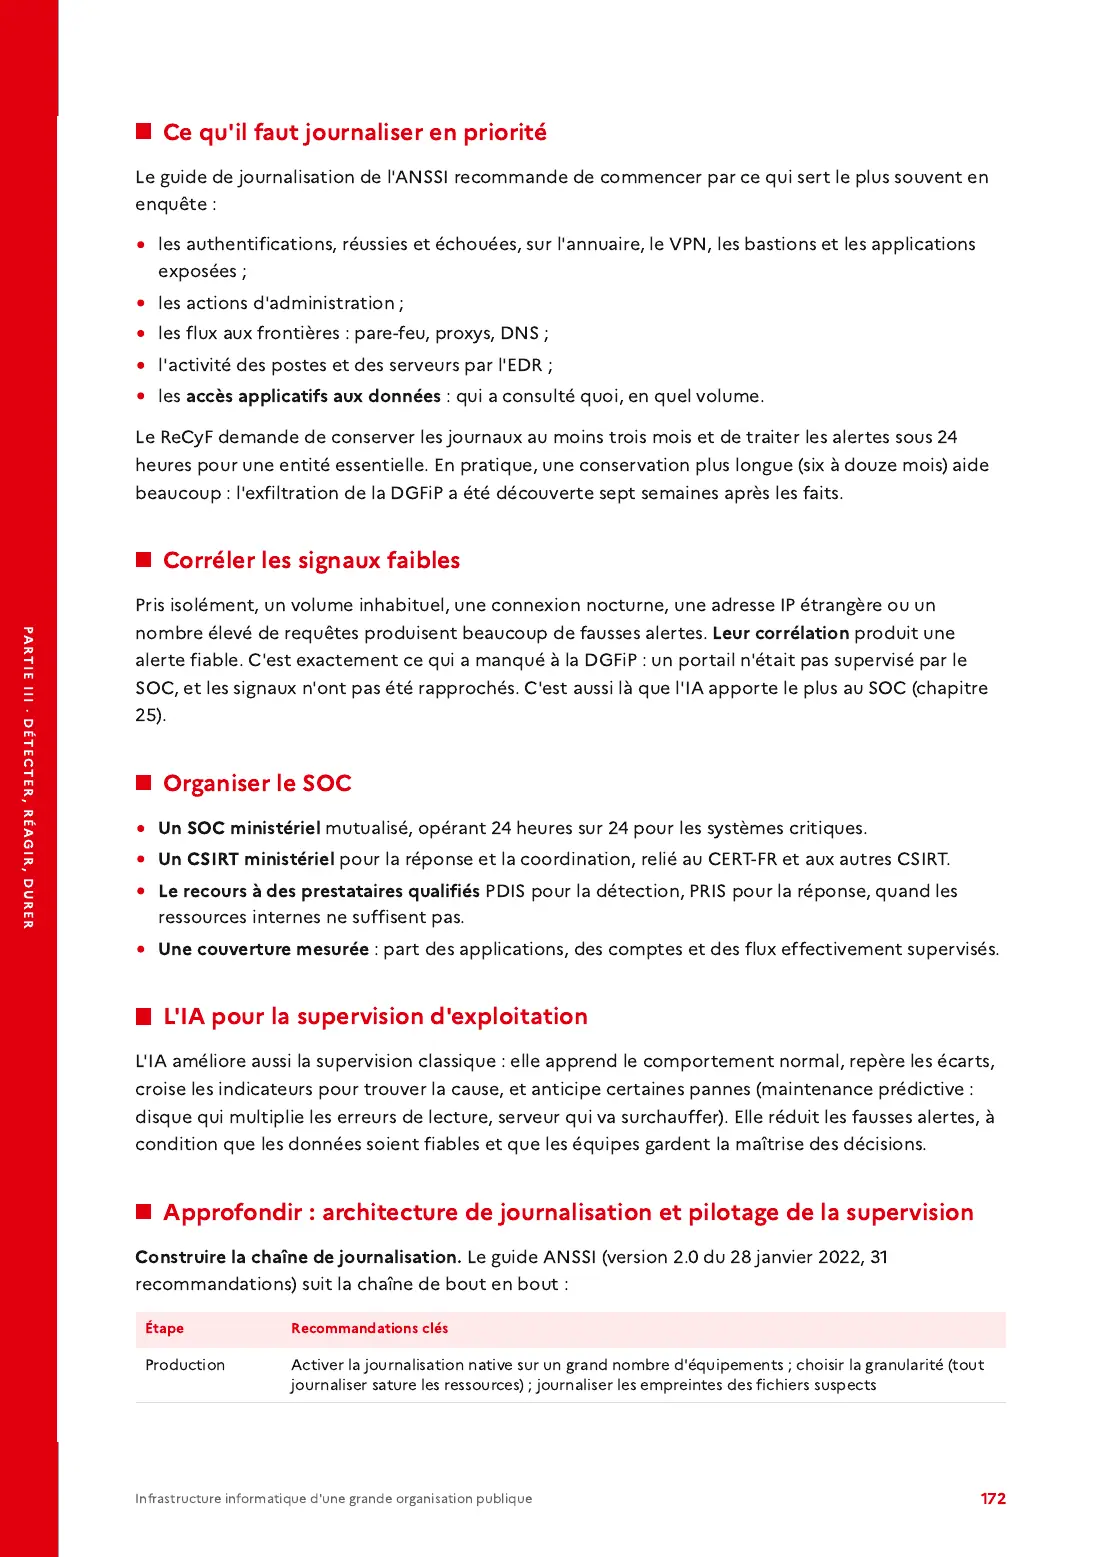 Ce qu'il faut journaliser en priorité
Le guide de journalisation de l'ANSSI recommande de commencer par ce qui sert le plus souvent en
enquête :
• les authentifications, réussies et échouées, sur l'annuaire, le VPN, les bastions et les applications
exposées ;
• les actions d'administration ;
• les flux aux frontières : pare-feu, proxys, DNS ;
• l'activité des postes et des serveurs par l'EDR ;
• les accès applicatifs aux données : qui a consulté quoi, en quel volume.
Le ReCyF demande de conserver les journaux au moins trois mois et de traiter les alertes sous 24
heures pour une entité essentielle. En pratique, une conservation plus longue (six à douze mois) aide
beaucoup : l'exfiltration de la DGFiP a été découverte sept semaines après les faits.
Corréler les signaux faibles
Pris isolément, un volume inhabituel, une connexion nocturne, une adresse IP étrangère ou un
nombre élevé de requêtes produisent beaucoup de fausses alertes. Leur corrélation produit une
alerte fiable. C'est exactement ce qui a manqué à la DGFiP : un portail n'était pas supervisé par le
SOC, et les signaux n'ont pas été rapprochés. C'est aussi là que l'IA apporte le plus au SOC (chapitre
25).
Organiser le SOC
• Un SOC ministériel mutualisé, opérant 24 heures sur 24 pour les systèmes critiques.
• Un CSIRT ministériel pour la réponse et la coordination, relié au CERT-FR et aux autres CSIRT.
• Le recours à des prestataires qualifiés PDIS pour la détection, PRIS pour la réponse, quand les
ressources internes ne suffisent pas.
• Une couverture mesurée : part des applications, des comptes et des flux effectivement supervisés.
L'IA pour la supervision d'exploitation
L'IA améliore aussi la supervision classique : elle apprend le comportement normal, repère les écarts,
croise les indicateurs pour trouver la cause, et anticipe certaines pannes (maintenance prédictive :
disque qui multiplie les erreurs de lecture, serveur qui va surchauffer). Elle réduit les fausses alertes, à
condition que les données soient fiables et que les équipes gardent la maîtrise des décisions.
Approfondir : architecture de journalisation et pilotage de la supervision
Construire la chaîne de journalisation. Le guide ANSSI (version 2.0 du 28 janvier 2022, 31
recommandations) suit la chaîne de bout en bout :
Étape Recommandations clés
Production Activer la journalisation native sur un grand nombre d'équipements ; choisir la granularité (tout
journaliser sature les ressources) ; journaliser les empreintes des fichiers suspects
PARTIE III · DÉTECTER, RÉAGIR, DURER
Infrastructure informatique d'une grande organisation publique 172